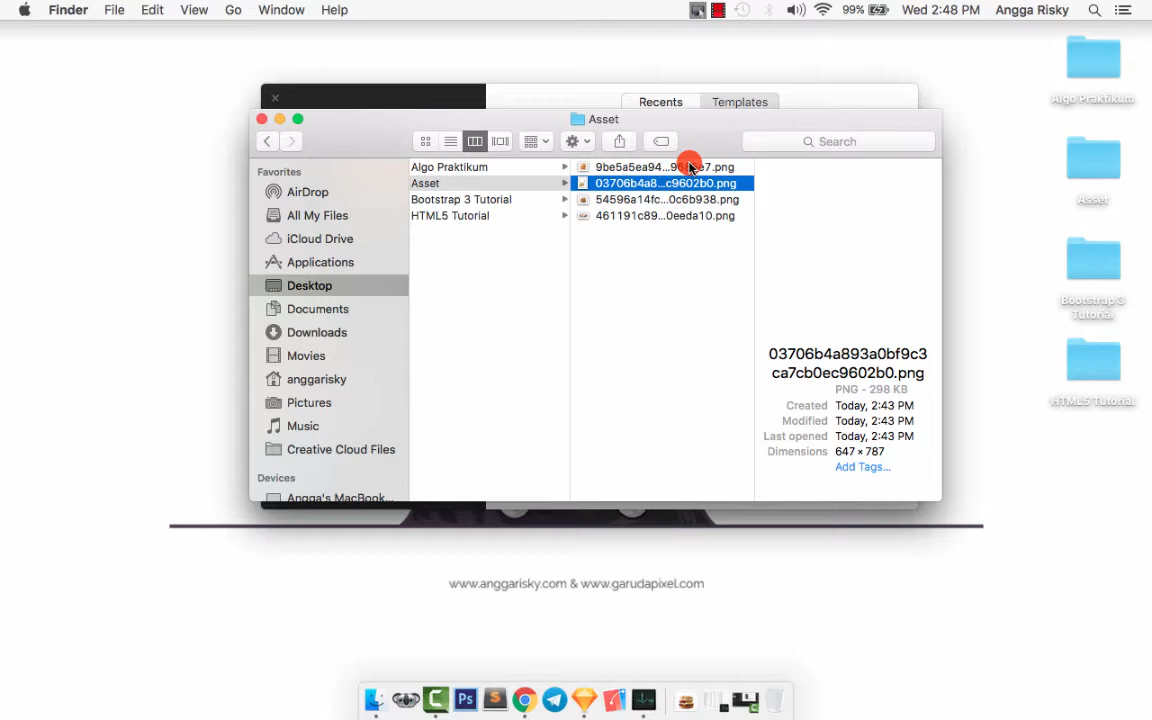 Finder File Edit View Go Window Help 99% Wed 2:48 PM Angga Risky
Recents Templates
Asset
Search
Favorites
AirDrop
All My Files
iCloud Drive
Applications
Desktop
Documents
Downloads
Movies
anggarisky
Pictures
Music
Creative Cloud Files
Devices
Angga's MacBook...
Algo Praktikum
Asset
Bootstrap 3 Tutorial
HTML5 Tutorial
03706b4a8...c9602b0.png
54596a14fc...0c6b938.png
461191c89...0eeda10.png
03706b4a893a0bf9c3
ca7cb0ec9602b0.png
PNG - 298 KB
Created Today, 2:43 PM
Modified Today, 2:43 PM
Last opened Today, 2:43 PM
Dimensions 647 × 787
Add Tags...
Algo Praktikum
Asset
Bootstrap 3
Tutorial
HTML5 Tutorial
www.anggarisky.com & www.garudapixel.com
Ps